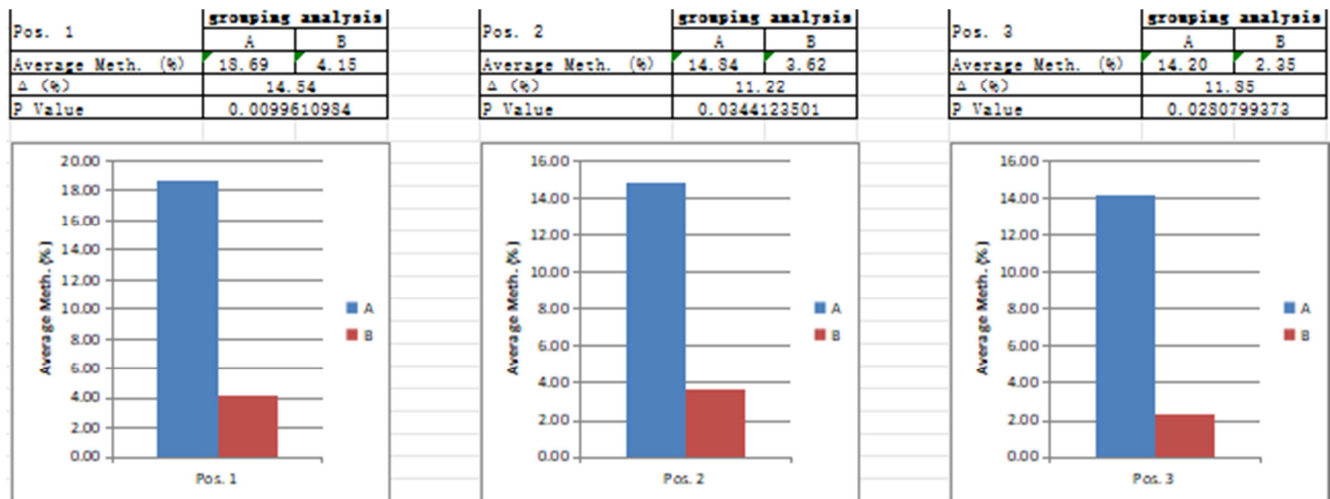 Pos. 1
grouping analysis
A B
Average Meth. (%) 18.69 4.15
Δ (%) 14.54
P Value 0.0099610984
20.00
18.00
16.00
14.00
12.00
10.00
8.00
6.00
4.00
2.00
0.00
Average Meth. (%)
A
B
Pos. 1
Pos. 2
grouping analysis
A B
Average Meth. (%) 14.84 3.62
Δ (%) 11.22
P Value 0.0344123501
16.00
14.00
12.00
10.00
8.00
6.00
4.00
2.00
0.00
Average Meth. (%)
A
B
Pos. 2
Pos. 3
grouping analysis
A B
Average Meth. (%) 14.20 2.35
Δ (%) 11.85
P Value 0.0280799373
16.00
14.00
12.00
10.00
8.00
6.00
4.00
2.00
0.00
Average Meth. (%)
A
B
Pos. 3